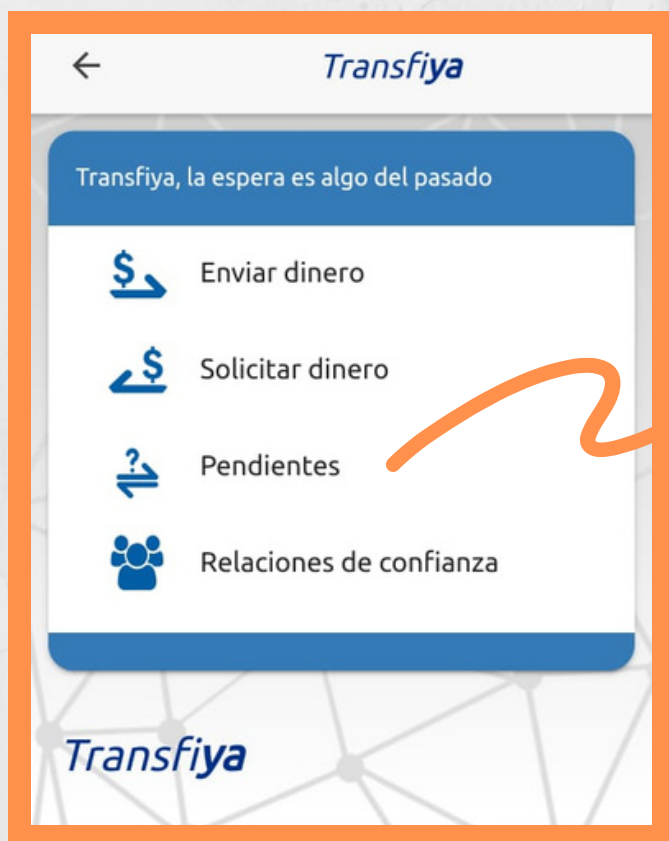 Transfiya
Transfiya, la espera es algo del pasado
Enviar dinero
Solicitar dinero
Pendientes
Relaciones de confianza
Transfiya